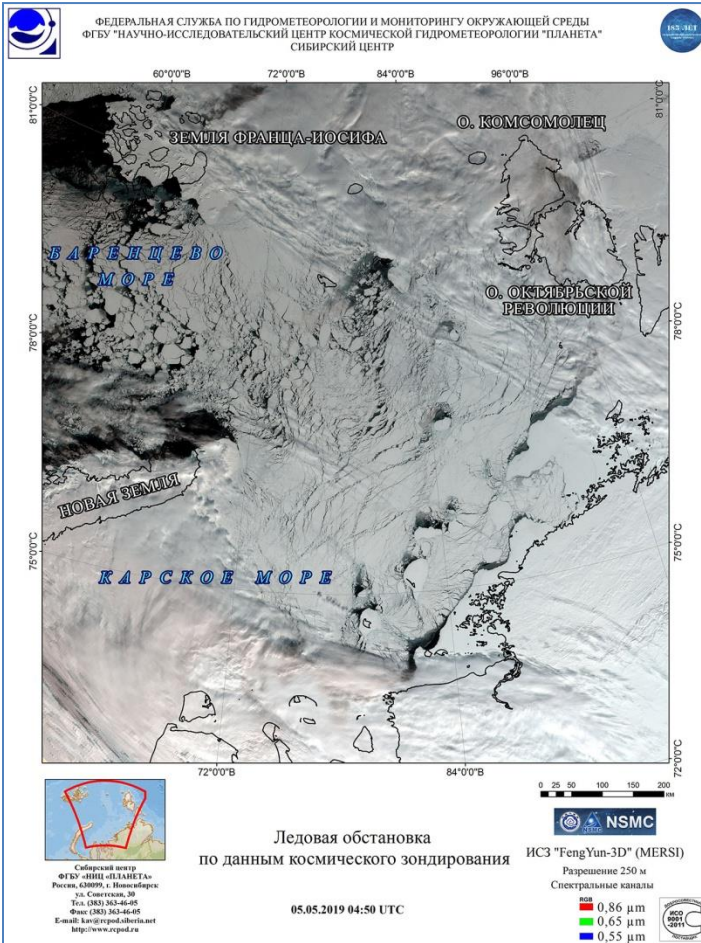 ФЕДЕРАЛЬНАЯ СЛУЖБА ПО ГИДРОМЕТЕОРОЛОГИИ И МОНИТОРИНГУ ОКРУЖАЮЩЕЙ СРЕДЫ
ФГБУ "НАУЧНО-ИССЛЕДОВАТЕЛЬСКИЙ ЦЕНТР КОСМИЧЕСКОЙ ГИДРОМЕТЕОРОЛОГИИ "ПЛАНЕТА"
СИБИРСКИЙ ЦЕНТР
185 ЛЕТ
60°0'0"В 72°0'0"В 84°0'0"В 96°0'0"В
81°0'0"С 81°0'0"С
О. КОМСОМОЛЕЦ
ЗЕМЛЯ ФРАНЦА-ИОСИФА
БАРЕНЦЕВО
МОРЕ
О. ОКТЯБРЬСКОЙ
РЕВОЛЮЦИИ
78°0'0"С 78°0'0"С
НОВАЯ ЗЕМЛЯ
75°0'0"С 75°0'0"С
КАРСКОЕ МОРЕ
72°0'0"С
72°0'0"В 84°0'0"В
0 25 50 100 150 200
км
NSMC
NSMC
Ледовая обстановка
по данным космического зондирования
05.05.2019 04:50 UTC
ИСЗ "FengYun-3D" (MERSI)
Разрешение 250 м
Спектральные каналы
RGB
0,86 µm
0,65 µm
0,55 µm
Сибирский центр
ФГБУ «НИЦ «ПЛАНЕТА»
Россия, 630099, г. Новосибирск
ул. Советская, 30
Тел. (383) 363-46-05
Факс (383) 363-46-05
E-mail: kav@rcpod.siberia.net
http://www.rcpod.ru
ИСО
9001
-2011